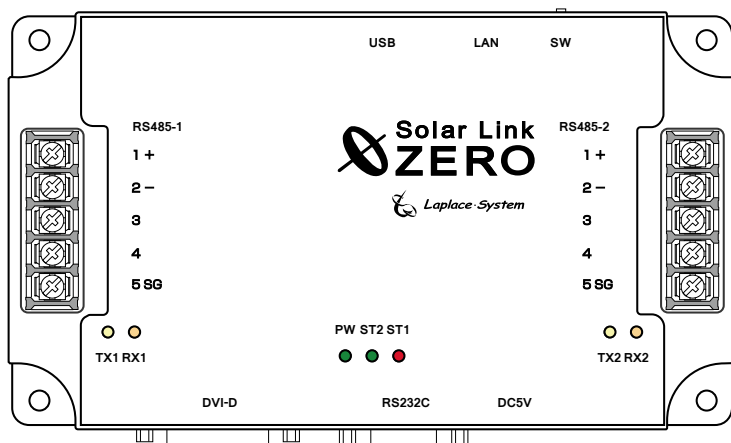 USB LAN SW
RS485-1
1 +
2 −
3
4
5 SG
TX1 RX1
Solar Link
ZERO
Laplace·System
RS485-2
1 +
2 −
3
4
5 SG
TX2 RX2
PW ST2 ST1
DVI-D RS232C DC5V